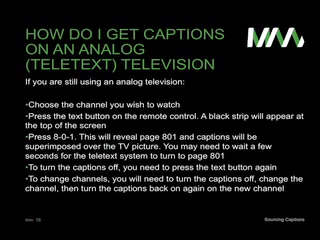 HOW DO I GET CAPTIONS
ON AN ANALOG
(TELETEXT) TELEVISION
If you are still using an analog television:
•Choose the channel you wish to watch
•Press the text button on the remote control. A black strip will appear
at the top of the screen
•Press 8-0-1. This will reveal page 801 and captions will be
superimposed over the TV picture. You may need to wait a few
seconds for the teletext system to turn to page 801
•To turn the captions off, you need to press the text button again
•To change channels, you will need to turn the captions off, change the
channel, then turn the captions back on again on the new channel
Sourcing Captions